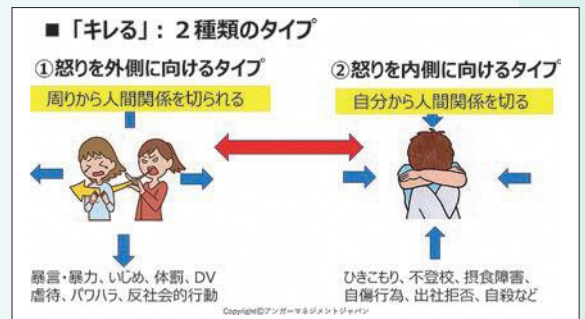 ■「キレる」：２種類のタイプ
①怒りを外側に向けるタイプ
周りから人間関係を切られる
暴言・暴力、いじめ、体罰、DV
虐待、パワハラ、反社会的行動
②怒りを内側に向けるタイプ
自分から人間関係を切る
ひきこもり、不登校、摂食障害、
自傷行為、出社拒否、自殺など
Copyright©アンガーマネジメントジャパン